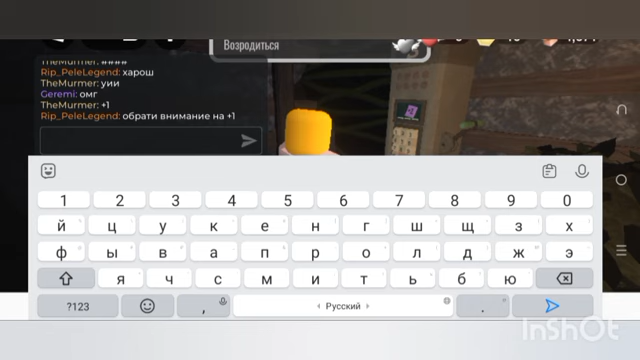 Возродиться
TheMurmer: ####
Rip_PeleLegend: харош
TheMurmer: уии
Geremi: омг
TheMurmer: +1
Rip_PeleLegend: обрати внимание на +1
1 2 3 4 5 6 7 8 9 0
й ц у к е н г ш щ з х
ф ы в а п р о л д ж э
я ч с м и т ь б ю
?123 , Русский .
InShOt